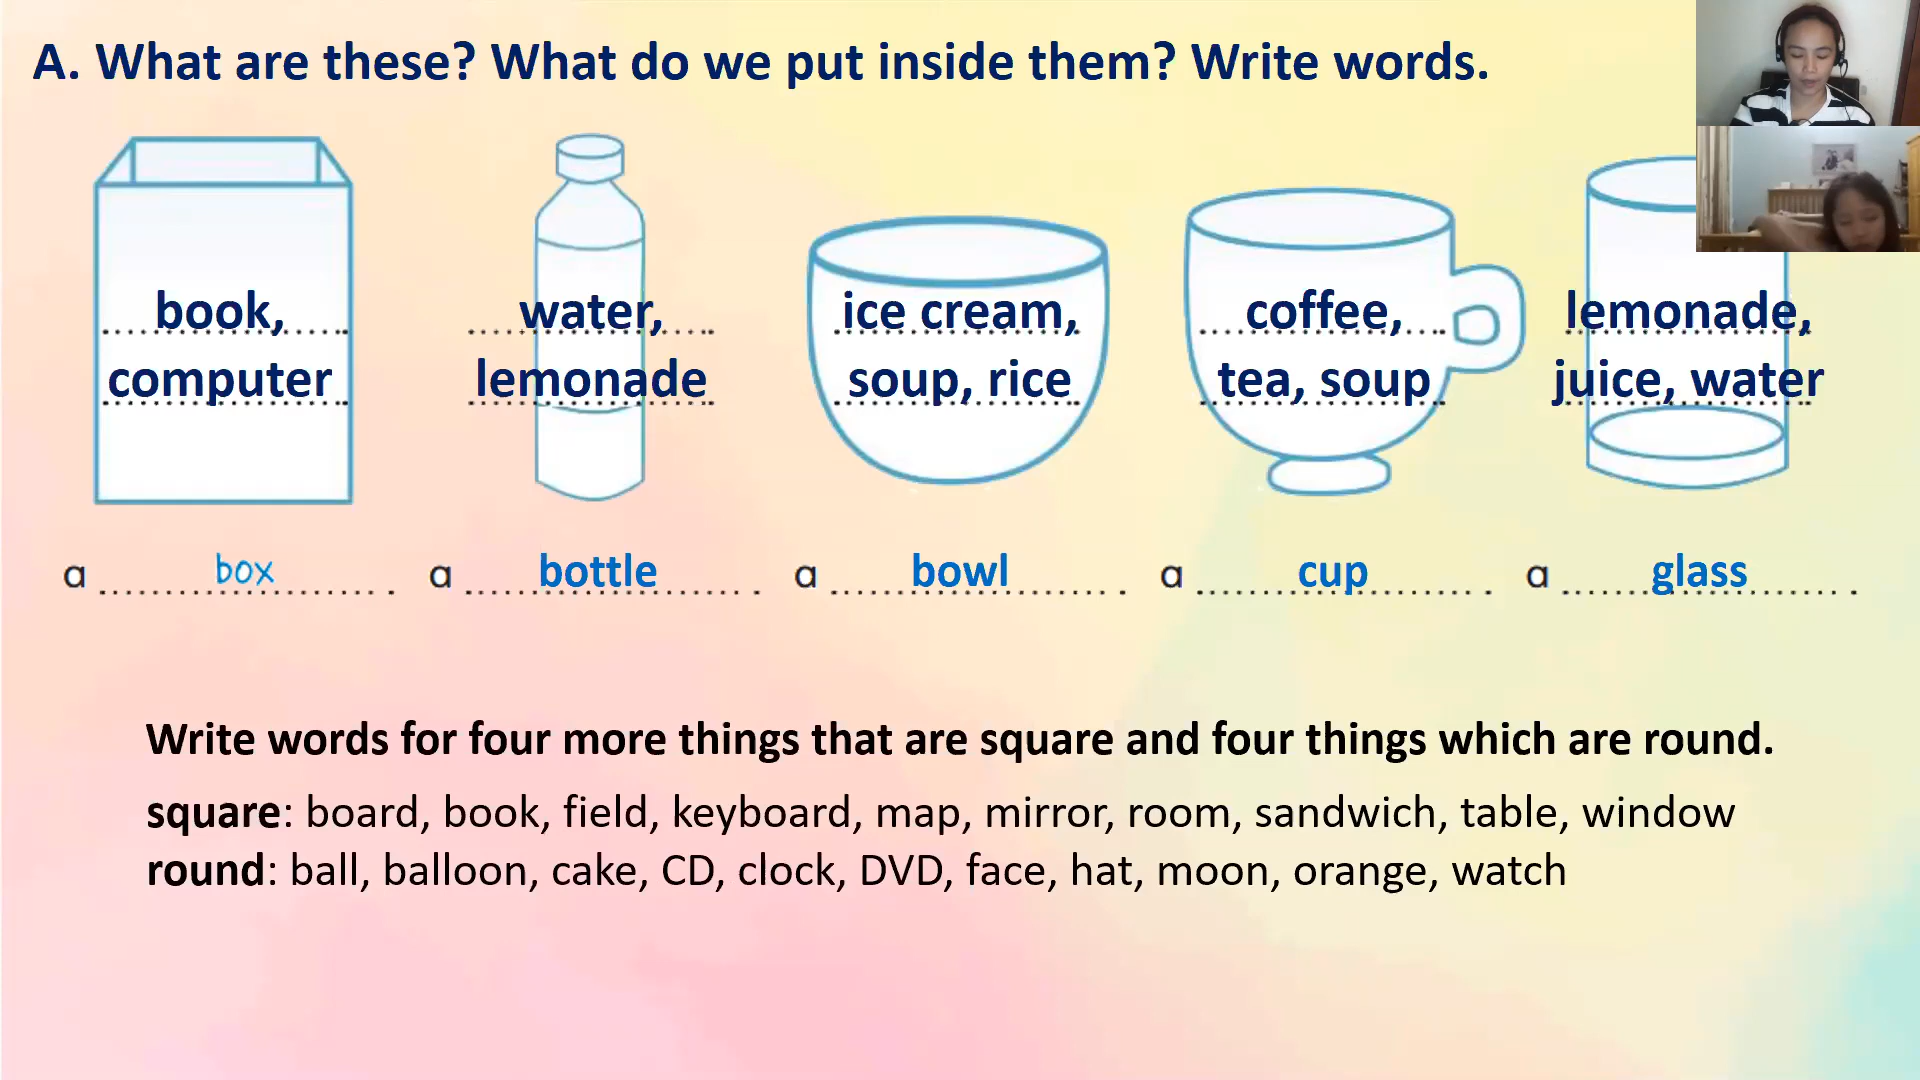 A. What are these? What do we put inside them? Write words.
book,
computer
water,
lemonade
ice cream,
soup, rice
coffee,
tea, soup
lemonade,
juice, water
a box.
a bottle.
a bowl.
a cup.
a glass.
Write words for four more things that are square and four things which are round.
square: board, book, field, keyboard, map, mirror, room, sandwich, table, window
round: ball, balloon, cake, CD, clock, DVD, face, hat, moon, orange, watch